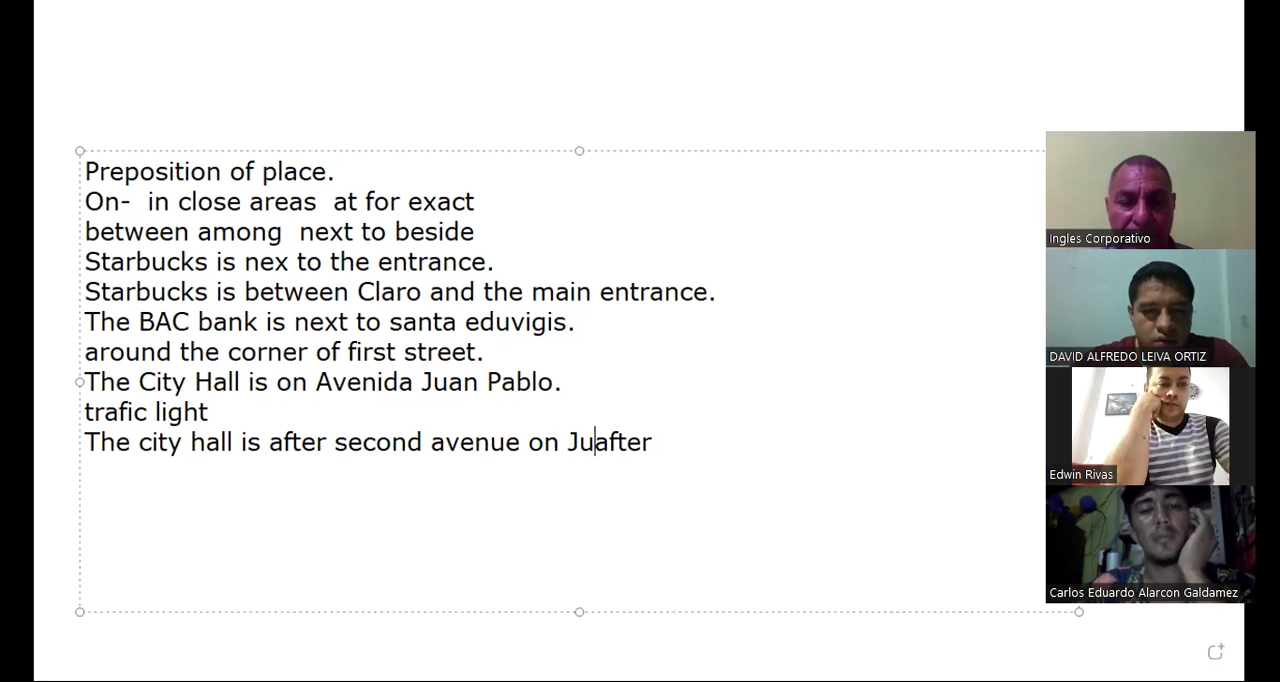 Preposition of place.
On-  in close areas  at for exact
between among  next to beside
Starbucks is nex to the entrance.
Starbucks is between Claro and the main entrance.
The BAC bank is next to santa eduvigis.
around the corner of first street.
The City Hall is on Avenida Juan Pablo.
trafic light
The city hall is after second avenue on Juafter
Ingles Corporativo
DAVID ALFREDO LEIVA ORTIZ
Edwin Rivas
Carlos Eduardo Alarcon Galdamez